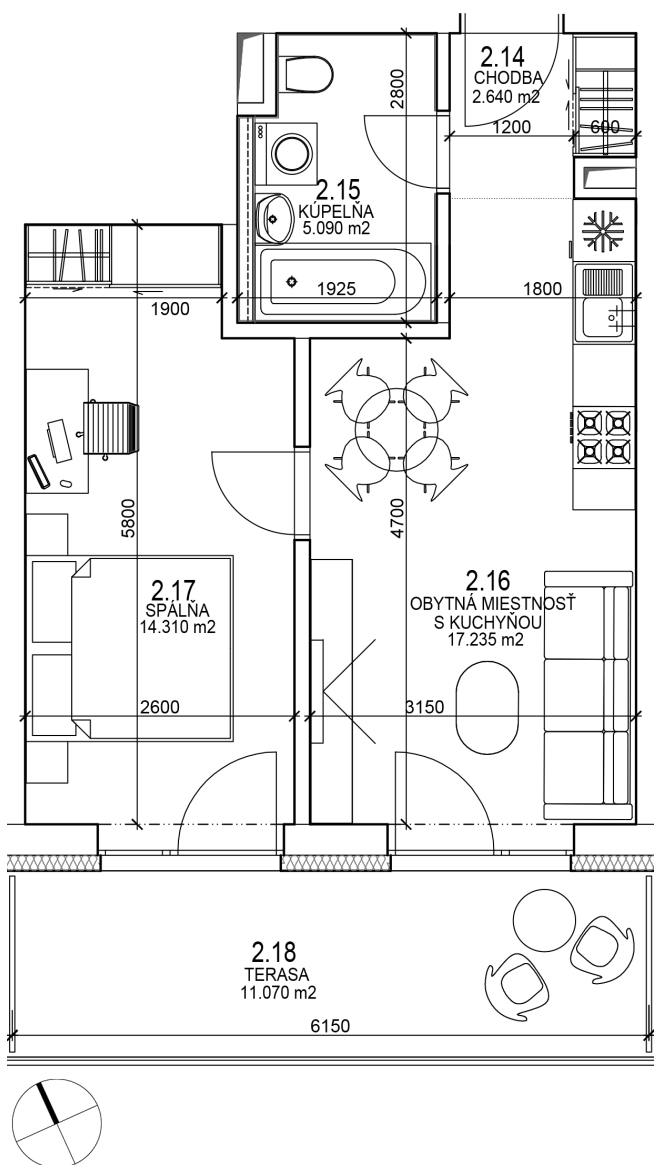 2.14
CHODBA
2.640 m2
2800
1200
600
2.15
KÚPELŇA
5.090 m2
1900
1925
1800
5800
4700
2.17
SPÁLŇA
14.310 m2
2.16
OBYTNÁ MIESTNOSŤ
S KUCHYŇOU
17.235 m2
2600
3150
2.18
TERASA
11.070 m2
6150